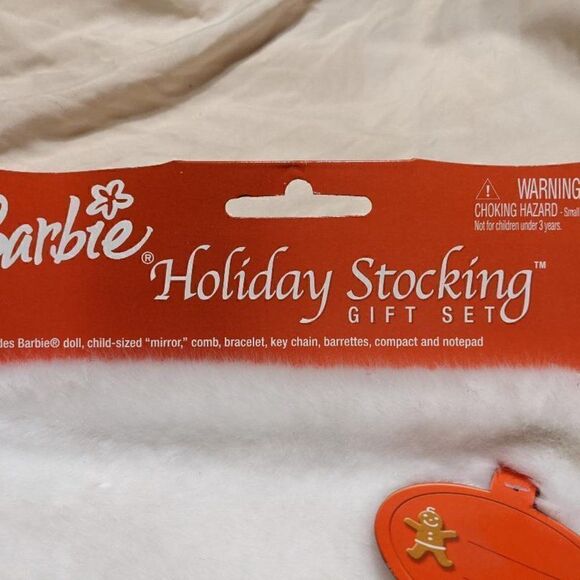 Barbie®
Holiday Stocking™
GIFT SET
WARNING
CHOKING HAZARD - Small
Not for children under 3 years.
des Barbie® doll, child-sized “mirror,” comb, bracelet, key chain, barrettes, compact and notepad